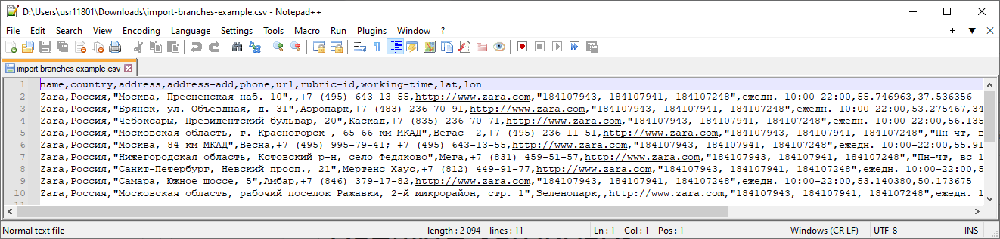 D:\Users\usr11801\Downloads\import-branches-example.csv - Notepad++
File Edit Search View Encoding Language Settings Tools Macro Run Plugins Window ?
import-branches-example.csv
1 name,country,address,address-add,phone,url,rubric-id,working-time,lat,lon
2 Zara,Россия,"Москва, Пресненская наб. 10",,+7 (495) 643-13-55,http://www.zara.com,"184107943, 184107941, 184107248",ежедн. 10:00-22:00,55.746963,37.536356
3 Zara,Россия,"Брянск, ул. Объездная, д. 31",Аэропарк,+7 (483) 236-70-91,http://www.zara.com,"184107943, 184107941, 184107248",ежедн. 10:00-22:00,53.275467,34
4 Zara,Россия,"Чебоксары, Президентский бульвар, 20",Каскад,+7 (835) 236-70-71,http://www.zara.com,"184107943, 184107941, 184107248",ежедн. 10:00-22:00,56.135
5 Zara,Россия,"Московская область, г. Красногорск , 65-66 км МКАД",Вегас 2,+7 (495) 236-11-51,http://www.zara.com,"184107943, 184107941, 184107248","Пн-чт, в
6 Zara,Россия,"Москва, 84 км МКАД",Весна,+7 (495) 995-79-41; +7 (495) 643-13-55,http://www.zara.com,"184107943, 184107941, 184107248",ежедн. 10:00-22:00,55.91
7 Zara,Россия,"Нижегородская область, Кстовский р-н, село Федяково",Мега,+7 (831) 459-51-57,http://www.zara.com,"184107943, 184107941, 184107248","Пн-чт, вс 1
8 Zara,Россия,"Санкт-Петербург, Невский просп., 21",Мертенс Хаус,+7 (812) 449-91-77,http://www.zara.com,"184107943, 184107941, 184107248",ежедн. 10:00-22:00,5
9 Zara,Россия,"Самара, Южное шоссе, 5",Амбар,+7 (846) 379-17-82,http://www.zara.com,"184107943, 184107941, 184107248",ежедн. 10:00-22:00,53.140380,50.173675
10 Zara,Россия,"Московская область, рабочий поселок Ражавки, 2-й микрорайон, стр. 1",Зеленопарк,,http://www.zara.com,"184107943, 184107941, 184107248",ежедн. 1
Normal text file length : 2 094 lines : 11 Ln : 1 Col : 1 Pos : 1 Windows (CR LF) UTF-8 INS